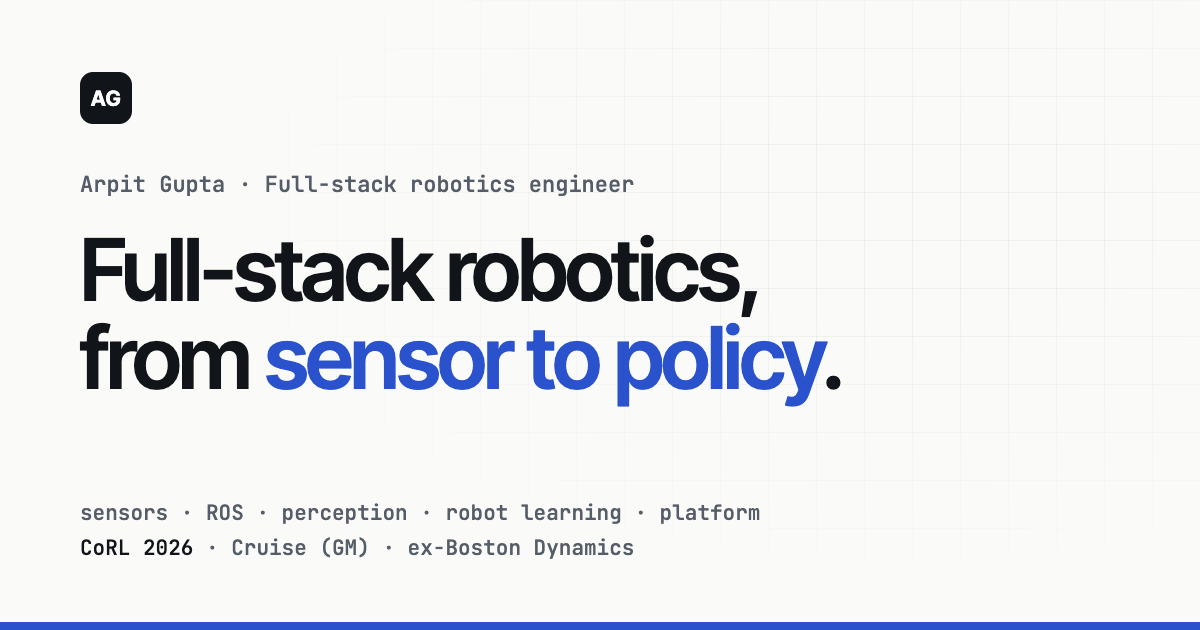 AG
Arpit Gupta · Full-stack robotics engineer
Full-stack robotics,
from sensor to policy.
sensors · ROS · perception · robot learning · platform
CoRL 2026 · Cruise (GM) · ex-Boston Dynamics